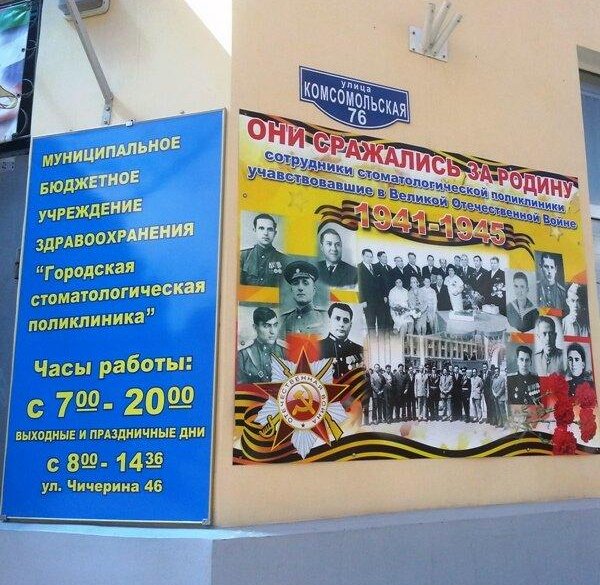 МУНИЦИПАЛЬНОЕ
БЮДЖЕТНОЕ
УЧРЕЖДЕНИЕ
ЗДРАВООХРАНЕНИЯ
"Городская
стоматологическая
поликлиника"
Часы работы:
с 7 00 - 20 00
ВЫХОДНЫЕ И ПРАЗДНИЧНЫЕ ДНИ
с 8 00 - 14 36
ул. Чичерина 46
улица
КОМСОМОЛЬСКАЯ
76
ОНИ СРАЖАЛИСЬ ЗА РОДИНУ
сотрудники стоматологической поликлиники
учавствовавшие в Великой Отечественной Войне
1941-1945
ОТЕЧЕСТВЕННАЯ ВОЙНА